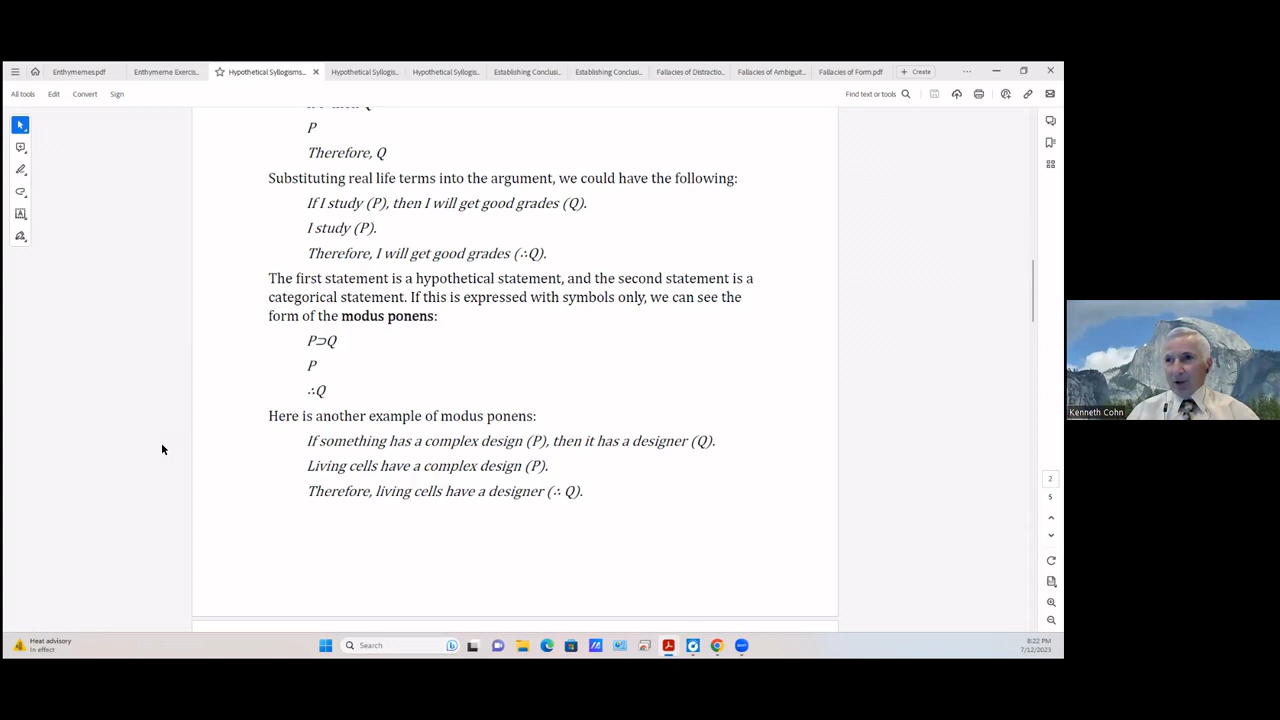 Enthymemes.pdf
Enthymeme Exercis...
Hypothetical Syllogisms...
Hypothetical Syllogis...
Hypothetical Syllogis...
Establishing Conclusi...
Establishing Conclusi...
Fallacies of Distractio...
Fallacies of Ambiguit...
Fallacies of Form.pdf
Create
All tools
Edit
Convert
Sign
Find text or tools
P
Therefore, Q
Substituting real life terms into the argument, we could have the following:
If I study (P), then I will get good grades (Q).
I study (P).
Therefore, I will get good grades (∴Q).
The first statement is a hypothetical statement, and the second statement is a
categorical statement. If this is expressed with symbols only, we can see the
form of the modus ponens:
P⊃Q
P
∴Q
Here is another example of modus ponens:
If something has a complex design (P), then it has a designer (Q).
Living cells have a complex design (P).
Therefore, living cells have a designer (∴ Q).
Kenneth Cohn
2
5
Heat advisory
In effect
Search
8:22 PM
7/12/2023